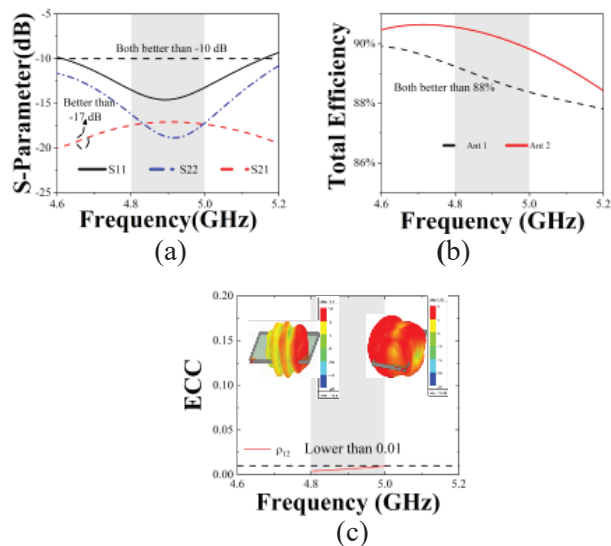 S-Parameter(dB)
-5
-10
-15
-20
-25
Both better than -10 dB
Better than
-17 dB
S11 S22 S21
4.6 4.8 5.0 5.2
Frequency(GHz)
(a)
Total Efficiency
90%
88%
86%
Both better than 88%
Ant 1 Ant 2
4.6 4.8 5.0 5.2
Frequency (GHz)
(b)
ECC
0.20
0.15
0.10
0.05
0.00
ρ12 Lower than 0.01
4.6 4.8 5.0 5.2
Frequency (GHz)
(c)